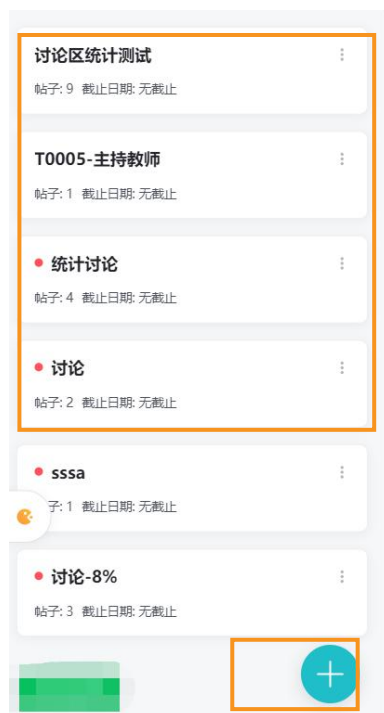 讨论区统计测试
帖子: 9 截止日期: 无截止
T0005-主持教师
帖子: 1 截止日期: 无截止
统计讨论
帖子: 4 截止日期: 无截止
讨论
帖子: 2 截止日期: 无截止
sssa
子: 1 截止日期: 无截止
讨论-8%
帖子: 3 截止日期: 无截止